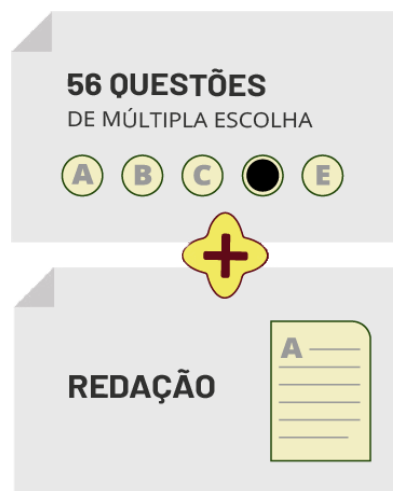 56 QUESTÕES
DE MÚLTIPLA ESCOLHA
A B C E
+
REDAÇÃO
A